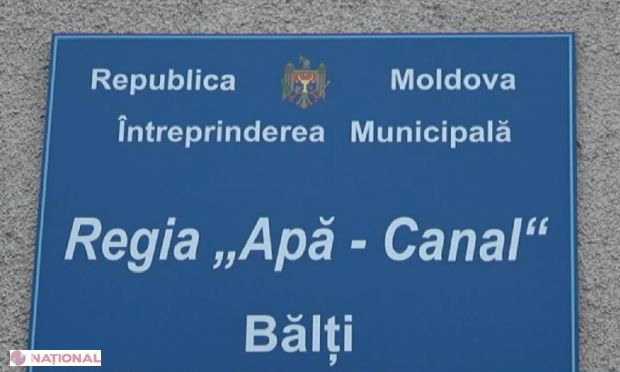 Republica Moldova
Întreprinderea Municipală
Regia „Apă - Canal“
Bălți
NAȚIONAL